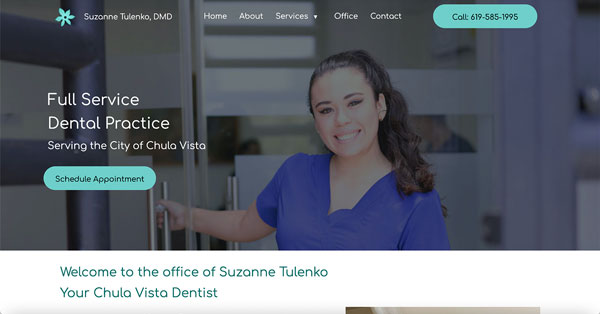 Suzanne Tulenko, DMD
Home About Services ▼ Office Contact
Call: 619-585-1995
Full Service
Dental Practice
Serving the City of Chula Vista
Schedule Appointment
Welcome to the office of Suzanne Tulenko
Your Chula Vista Dentist